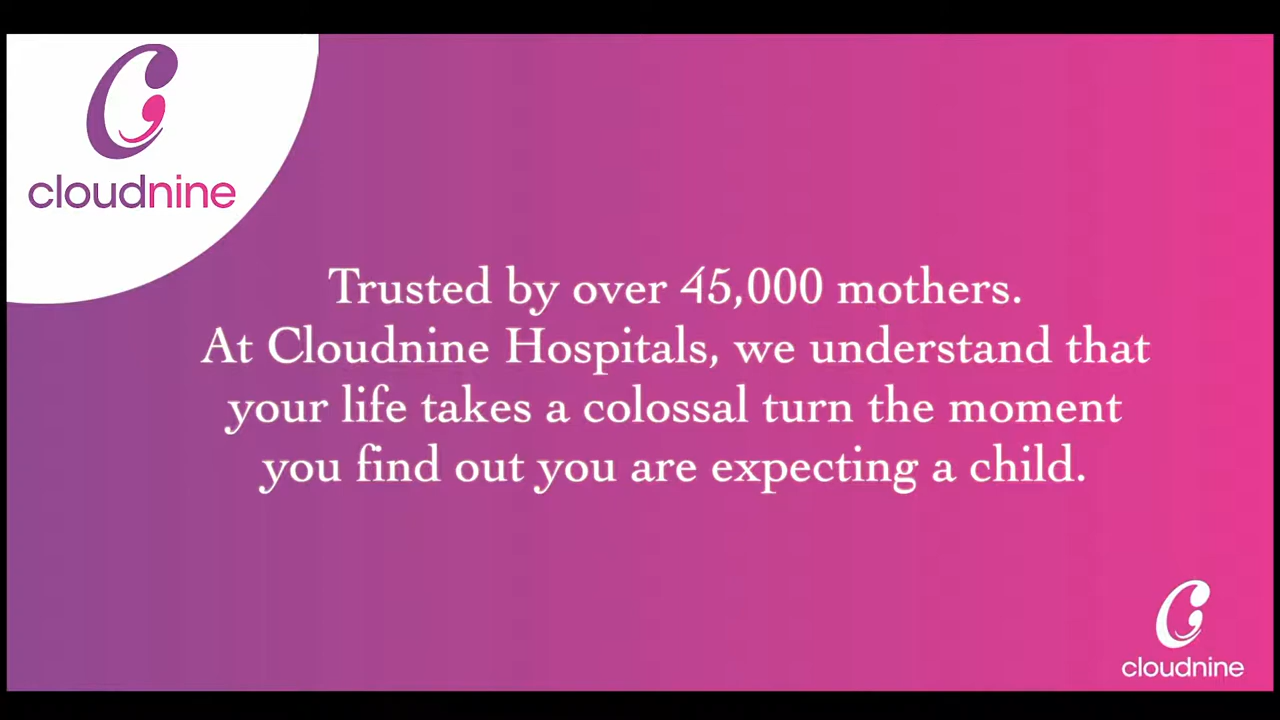 cloudnine
Trusted by over 45,000 mothers.
At Cloudnine Hospitals, we understand that
your life takes a colossal turn the moment
you find out you are expecting a child.
cloudnine